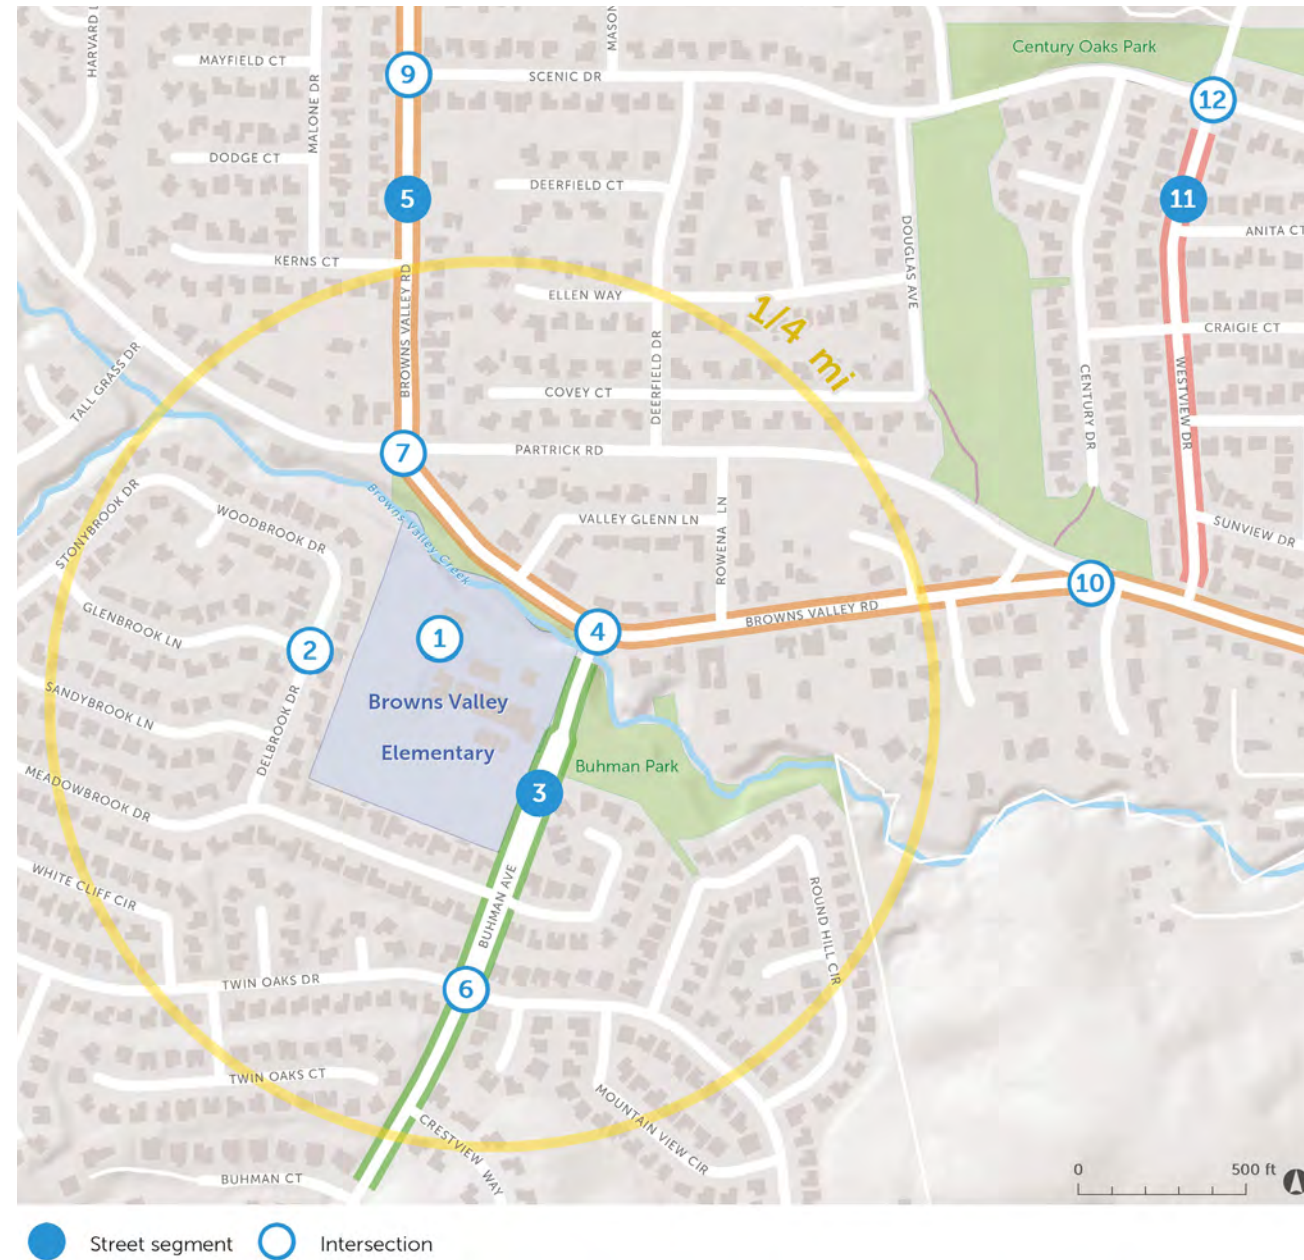 Century Oaks Park
HARVARD
MAYFIELD CT
MALONE DR
MASON
9
SCENIC DR
12
DODGE CT
5
DEERFIELD CT
DOUGLAS AVE
11
ANITA CT
KERNS CT
BROWNS VALLEY RD
ELLEN WAY
1/4 mi
CRAIGIE CT
TALL GRASS DR
COVEY CT
DEERFIELD DR
CENTURY DR
WESTVIEW DR
7
PARTRICK RD
STONYBROOK DR
WOODBROOK DR
Browns Valley Creek
VALLEY GLENN LN
ROWENA LN
SUNVIEW DR
10
BROWNS VALLEY RD
GLENBROOK LN
2
1
4
SANDYBROOK LN
DELBROOK DR
Browns Valley
Elementary
Buhman Park
3
MEADOWBROOK DR
WHITE CLIFF CIR
BUHMAN AVE
ROUND HILL CIR
TWIN OAKS DR
6
TWIN OAKS CT
MOUNTAIN VIEW CIR
CRESTVIEW WAY
BUHMAN CT
0 500 ft
Street segment
Intersection